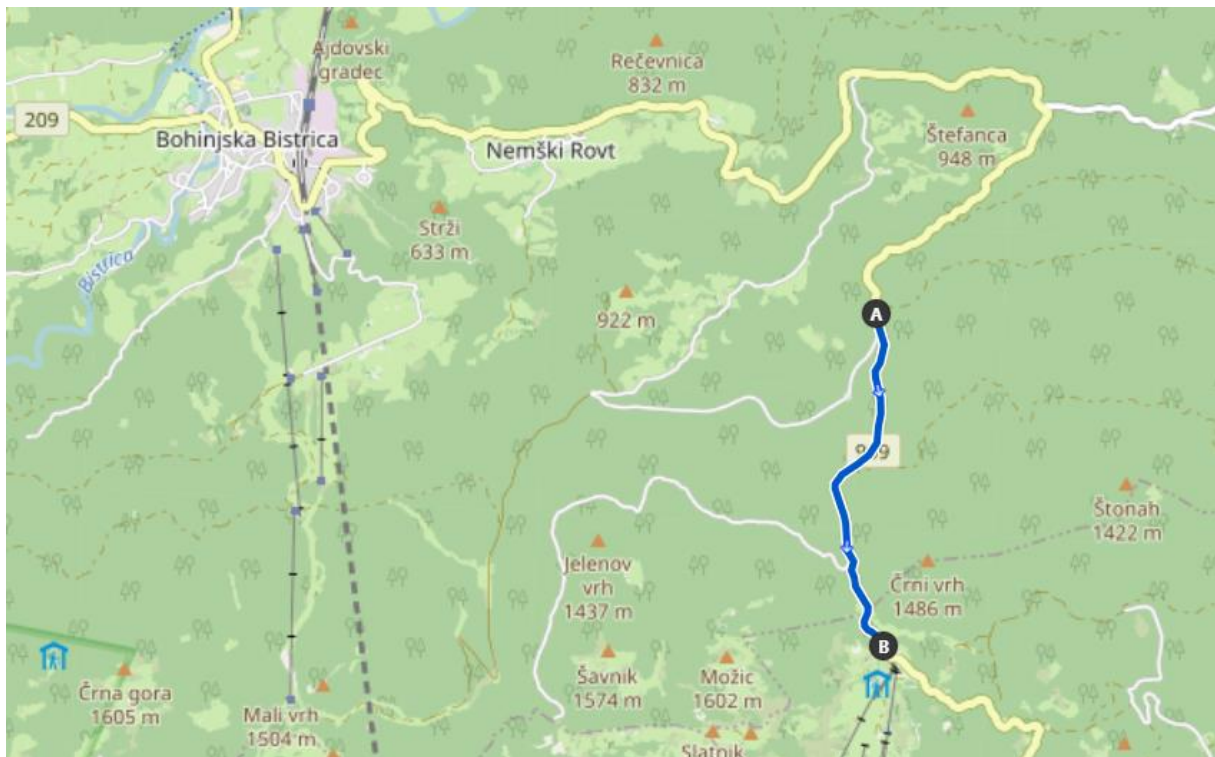 Ajdovski
gradec
Rečevnica
832 m
209
Bohinjska Bistrica
Nemški Rovt
Štefanca
948 m
Strži
633 m
Bistrica
922 m
A
Štonah
1422 m
Jelenov
vrh
1437 m
Črni vrh
1486 m
B
Črna gora
1605 m
Mali vrh
1504 m
Šavnik
1574 m
Možic
1602 m
Slatnik